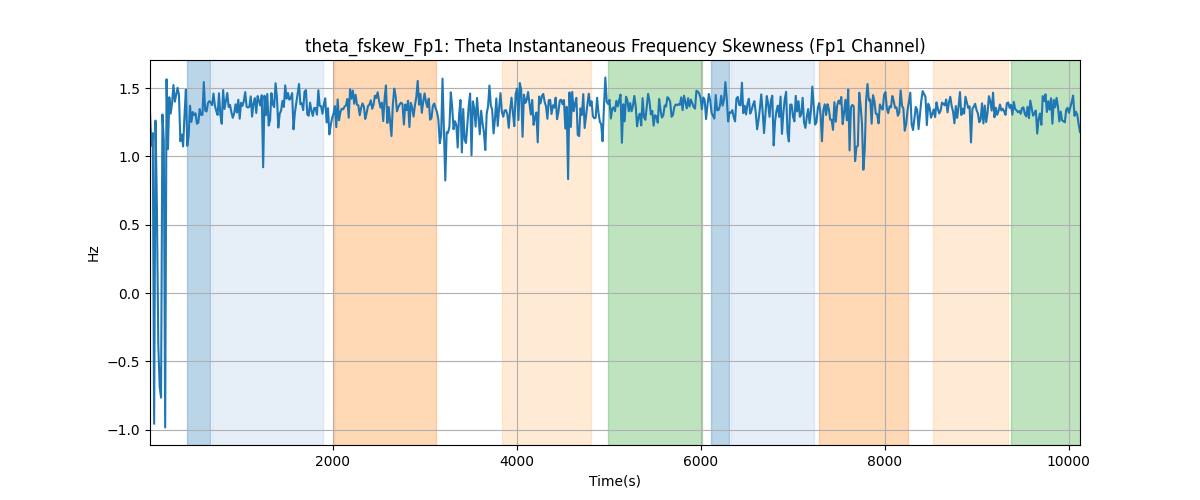 theta_fskew_Fp1: Theta Instantaneous Frequency Skewness (Fp1 Channel)
1.5
1.0
0.5
0.0
−0.5
−1.0
Hz
2000 4000 6000 8000 10000
Time(s)